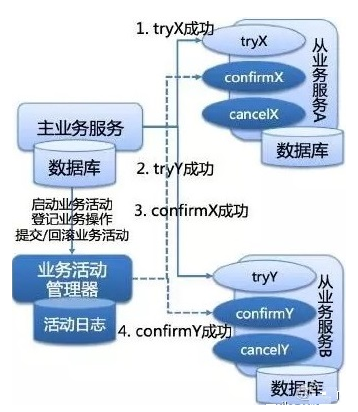 1. tryX成功
tryX
confirmX
cancelX
从业务服务A
数据库
主业务服务
数据库
2. tryY成功
3. confirmX成功
启动业务活动
登记业务操作
提交/回滚业务活动
业务活动
管理器
活动日志
4. confirmY成功
tryY
confirmY
cancelY
从业务服务B
数据库